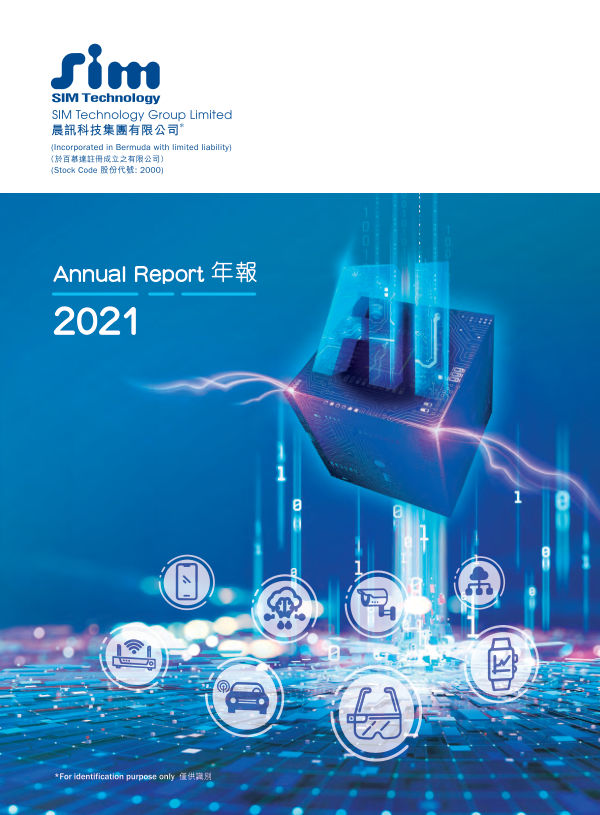 sim
SIM Technology
SIM Technology Group Limited
晨訊科技集團有限公司*
(Incorporated in Bermuda with limited liability)
(於百慕達註冊成立之有限公司)
(Stock Code 股份代號: 2000)
Annual Report 年報
2021
AI
*For identification purpose only 僅供識別